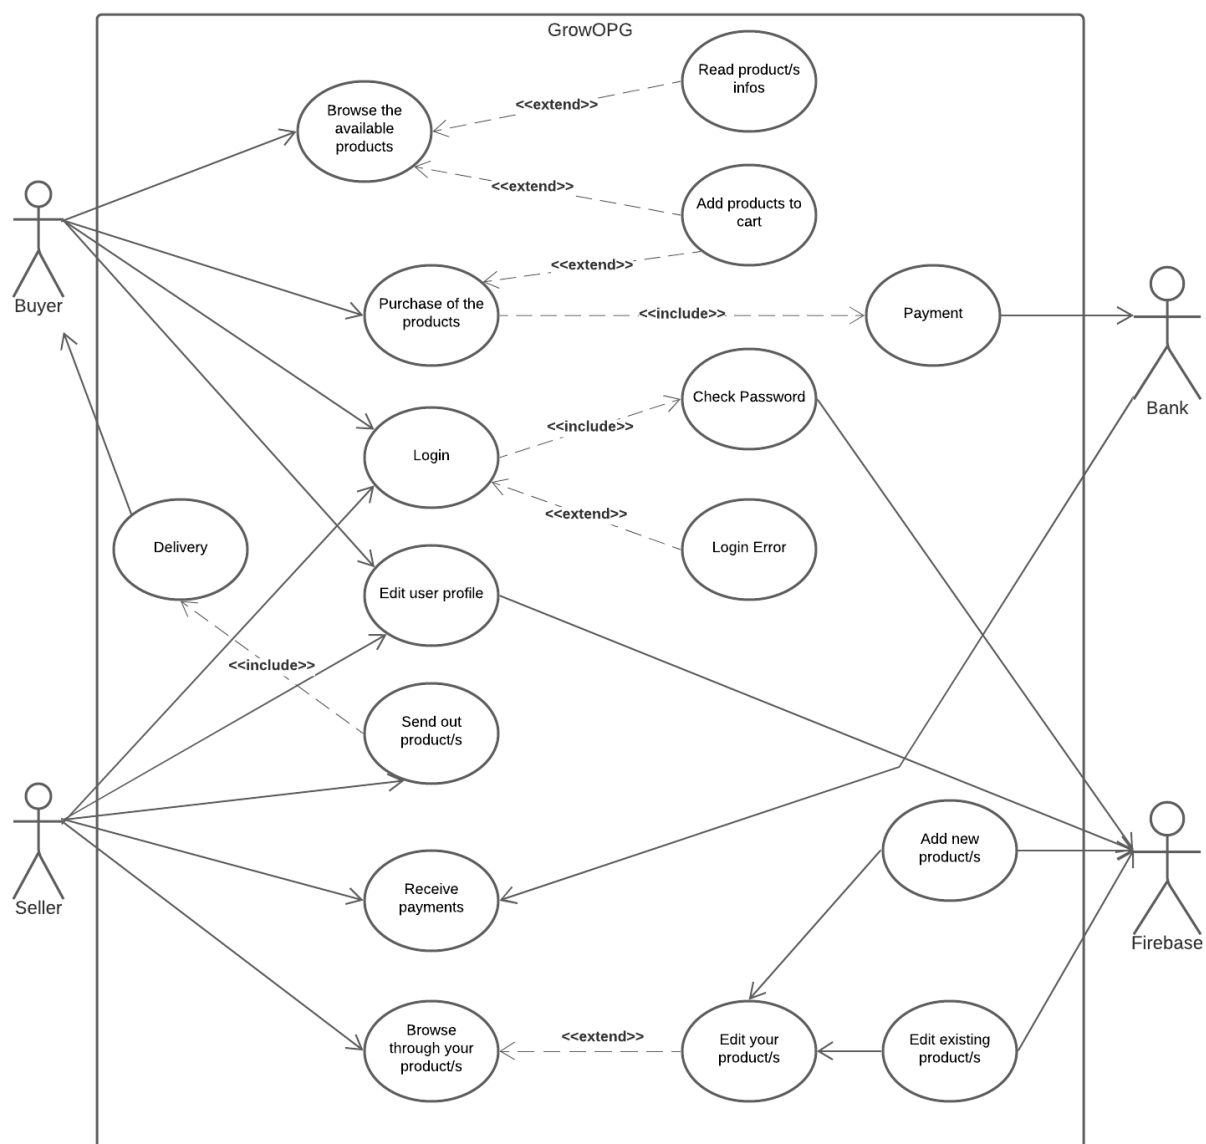 GrowOPG
Read product/s
infos
<<extend>>
Browse the
available
products
<<extend>>
Add products to
cart
<<extend>>
Buyer
Purchase of the
products
<<include>>
Payment
Bank
Check Password
<<include>>
Login
<<extend>>
Login Error
Delivery
Edit user profile
<<include>>
Send out
product/s
Seller
Receive
payments
Add new
product/s
Firebase
Browse
through your
product/s
<<extend>>
Edit your
product/s
Edit existing
product/s